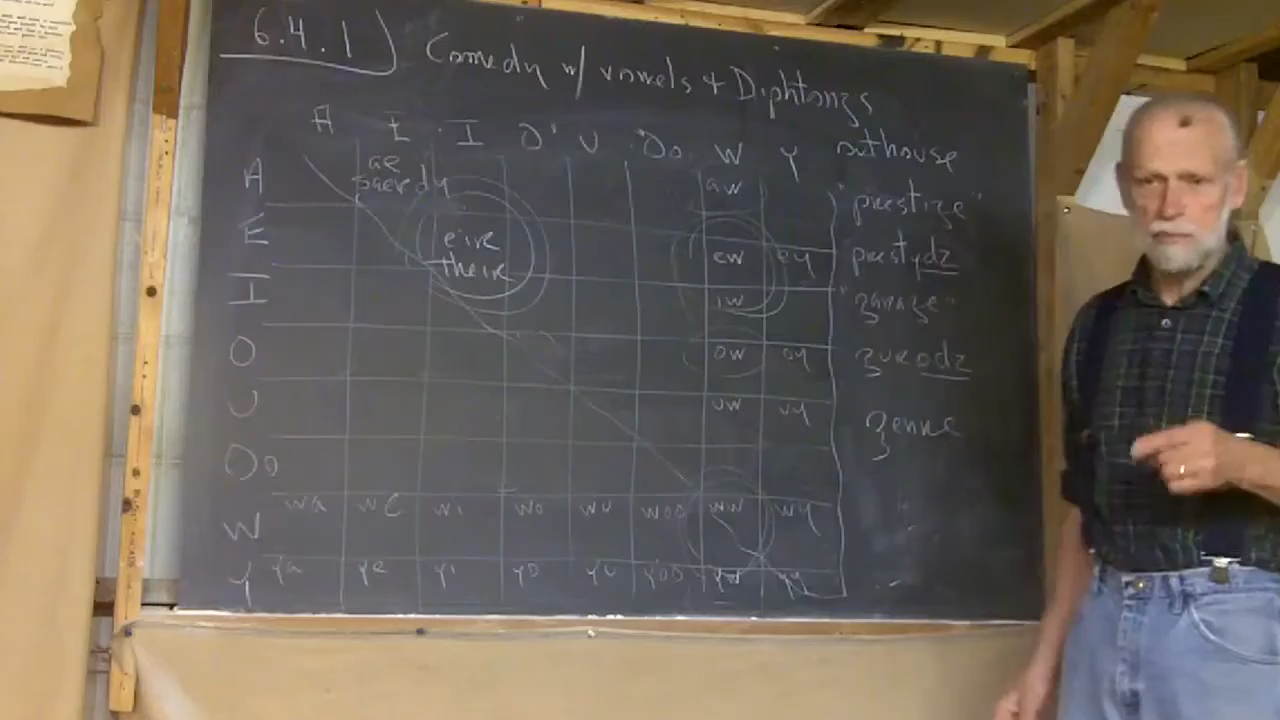 6.4.1) Comedy w/ vowels + Diphtongs
A E I O U Oo W Y outhouse
A ae aw "prestige"
E eire ew ey prestydz
their
I iw "garage"
O ow oy gurodz
U uw uy genre
Oo
W wa we wi wo wu woo ww wy
Y ya ye yi yo yu yoo yw yy